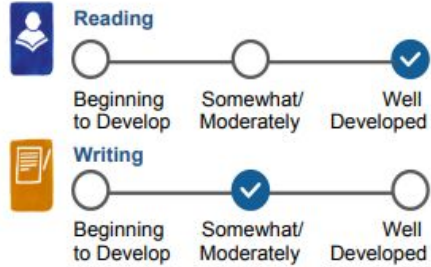 Reading
Beginning Somewhat/ Well
to Develop Moderately Developed
Writing
Beginning Somewhat/ Well
to Develop Moderately Developed